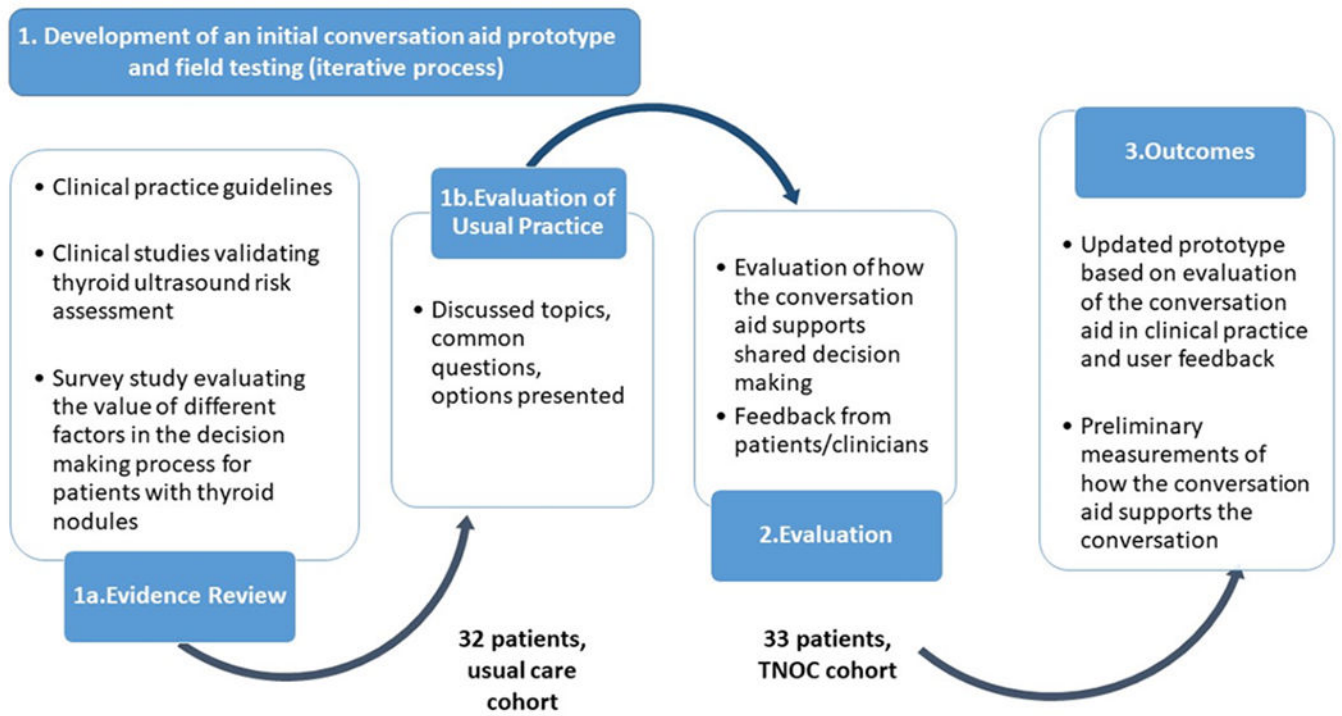 1. Development of an initial conversation aid prototype
and field testing (iterative process)
• Clinical practice guidelines
• Clinical studies validating
thyroid ultrasound risk
assessment
• Survey study evaluating
the value of different
factors in the decision
making process for
patients with thyroid
nodules
1a.Evidence Review
1b.Evaluation of
Usual Practice
• Discussed topics,
common
questions,
options presented
32 patients,
usual care
cohort
• Evaluation of how
the conversation
aid supports
shared decision
making
• Feedback from
patients/clinicians
2.Evaluation
33 patients,
TNOC cohort
3.Outcomes
• Updated prototype
based on evaluation
of the conversation
aid in clinical practice
and user feedback
• Preliminary
measurements of
how the conversation
aid supports the
conversation